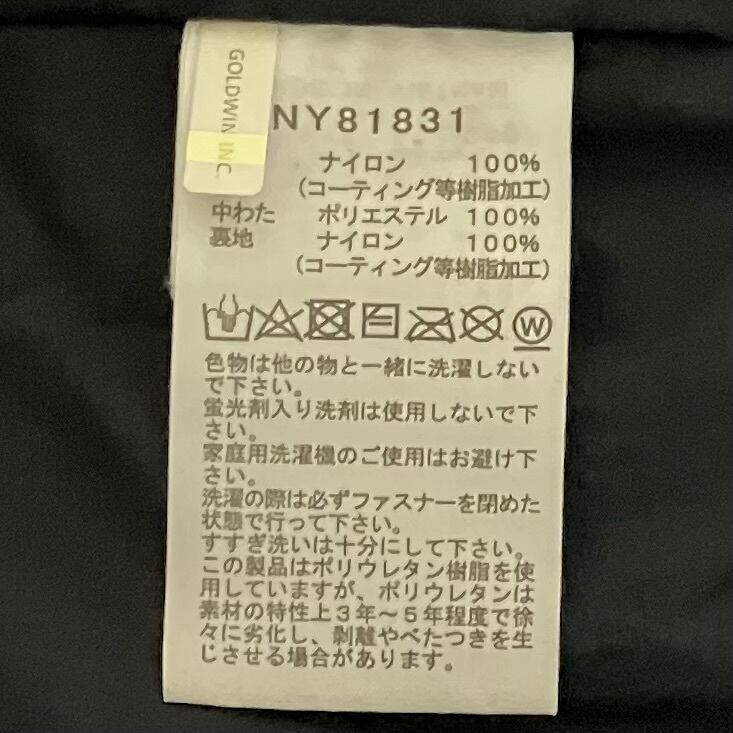 GOLDWIN INC.
NY81831
ナイロン 100%
(コーティング等樹脂加工)
中わた ポリエステル 100%
裏地 ナイロン 100%
(コーティング等樹脂加工)
W
色物は他の物と一緒に洗濯しない
で下さい。
蛍光剤入り洗剤は使用しないで下
さい。
家庭用洗濯機のご使用はお避け下
さい。
洗濯の際は必ずファスナーを閉めた
状態で行って下さい。
すすぎ洗いは十分にして下さい。
この製品はポリウレタン樹脂を使
用していますが、ポリウレタンは
素材の特性上3年～5年程度で徐
々に劣化し、剥離やべたつきを生
じさせる場合があります。